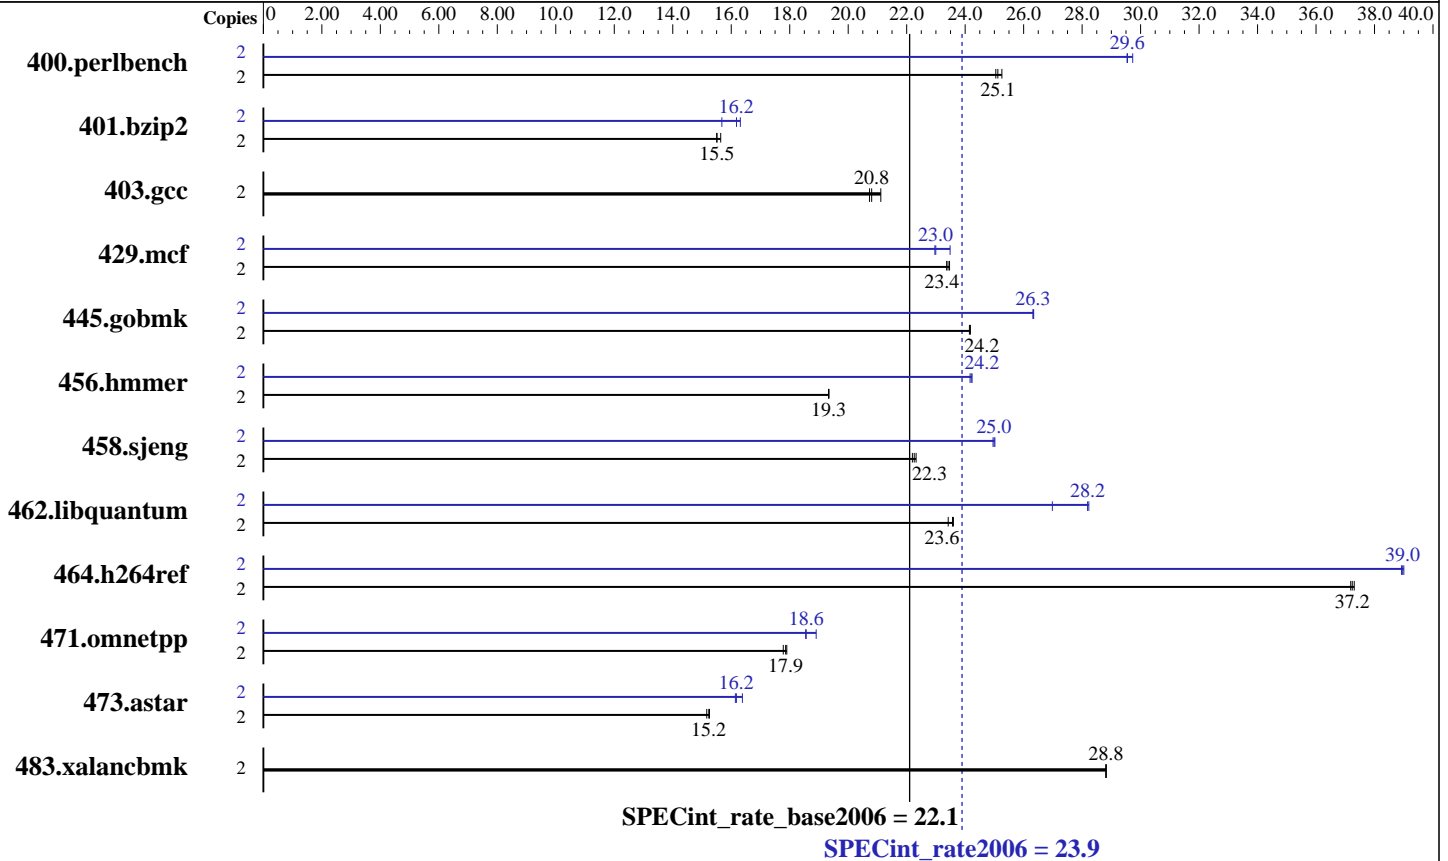 Copies 0 2.00 4.00 6.00 8.00 10.0 12.0 14.0 16.0 18.0 20.0 22.0 24.0 26.0 28.0 30.0 32.0 34.0 36.0 38.0 40.0
400.perlbench 2 29.6
2 25.1
401.bzip2 2 16.2
2 15.5
403.gcc 2 20.8
429.mcf 2 23.0
2 23.4
445.gobmk 2 26.3
2 24.2
456.hmmer 2 24.2
2 19.3
458.sjeng 2 25.0
2 22.3
462.libquantum 2 28.2
2 23.6
464.h264ref 2 39.0
2 37.2
471.omnetpp 2 18.6
2 17.9
473.astar 2 16.2
2 15.2
483.xalancbmk 2 28.8
SPECint_rate_base2006 = 22.1
SPECint_rate2006 = 23.9